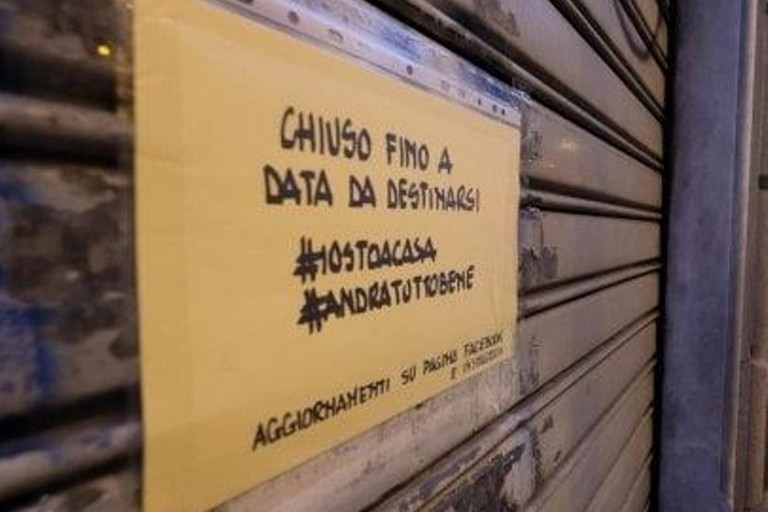 CHIUSO FINO A
DATA DA DESTINARSI
#IOSTOACASA
#ANDRATUTTOBENE
AGGIORNAMENTI SU PAGINA FACEBOOK
E INSTAGRAM